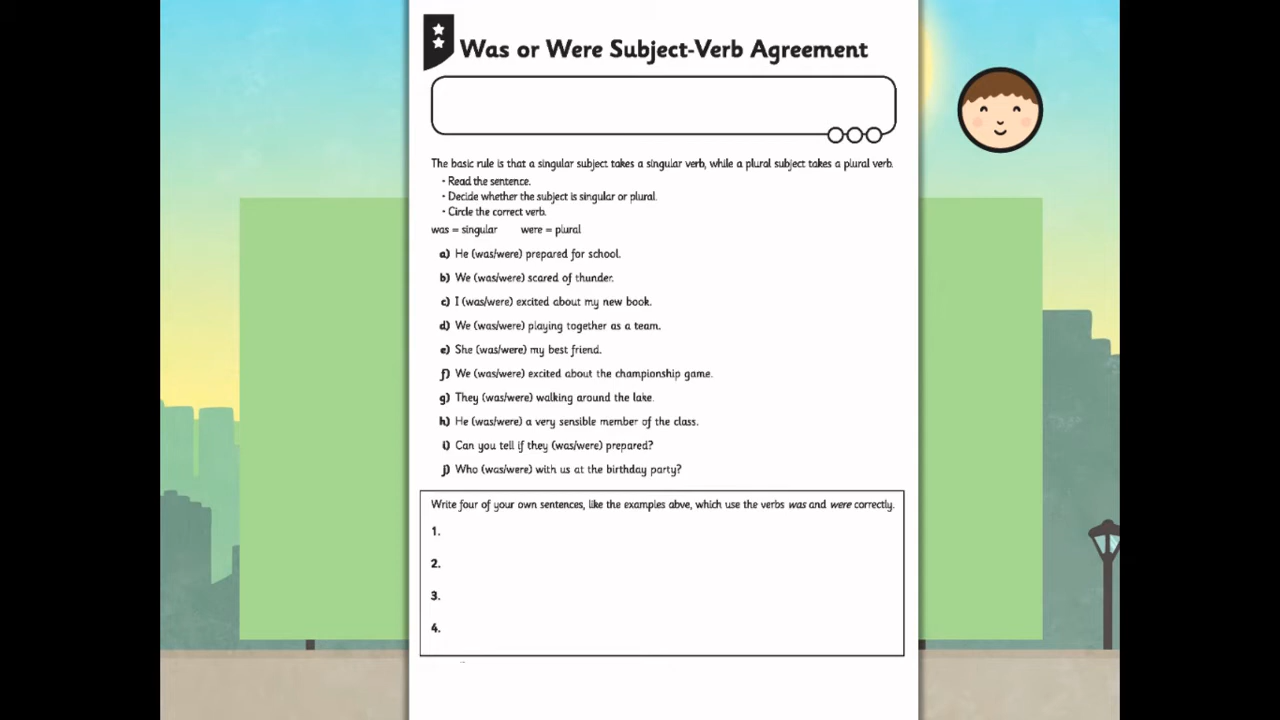 Was or Were Subject-Verb Agreement
The basic rule is that a singular subject takes a singular verb, while a plural subject takes a plural verb.
• Read the sentence.
• Decide whether the subject is singular or plural.
• Circle the correct verb.
was = singular were = plural
a) He (was/were) prepared for school.
b) We (was/were) scared of thunder.
c) I (was/were) excited about my new book.
d) We (was/were) playing together as a team.
e) She (was/were) my best friend.
f) We (was/were) excited about the championship game.
g) They (was/were) walking around the lake.
h) He (was/were) a very sensible member of the class.
i) Can you tell if they (was/were) prepared?
j) Who (was/were) with us at the birthday party?
Write four of your own sentences, like the examples abve, which use the verbs was and were correctly.
1.
2.
3.
4.